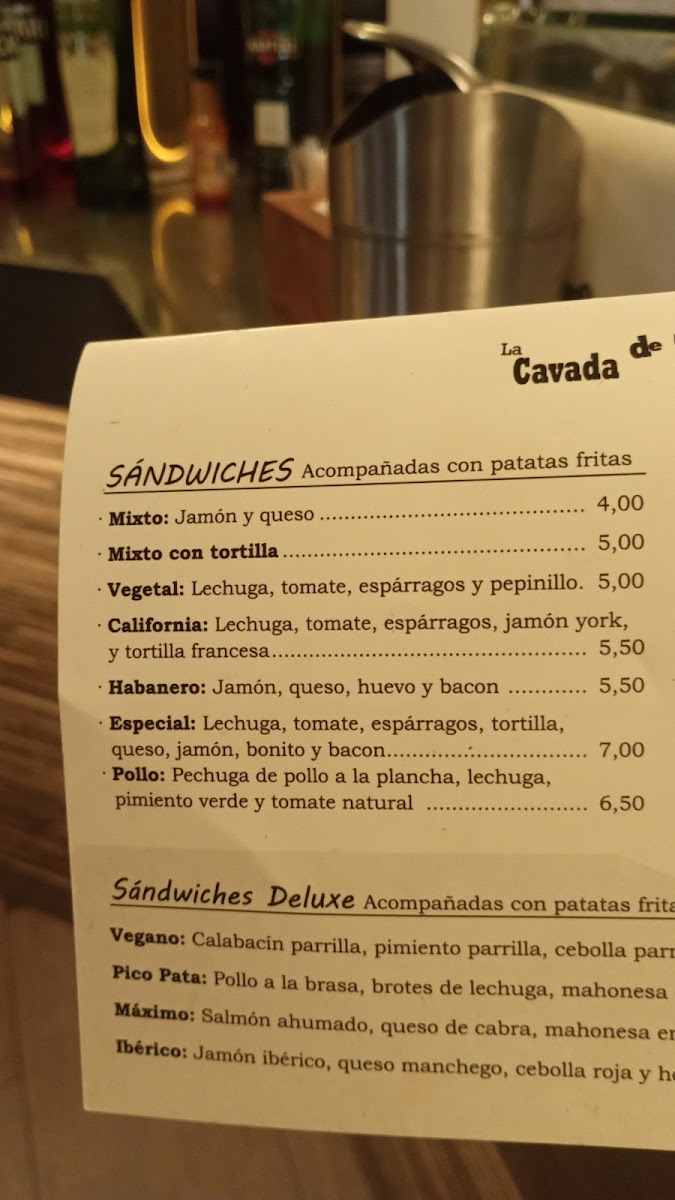 La
Cavada de
SÁNDWICHES Acompañadas con patatas fritas
· Mixto: Jamón y queso ........................................ 4,00
· Mixto con tortilla .............................................. 5,00
· Vegetal: Lechuga, tomate, espárragos y pepinillo. 5,00
· California: Lechuga, tomate, espárragos, jamón york,
y tortilla francesa................................................ 5,50
· Habanero: Jamón, queso, huevo y bacon ............ 5,50
· Especial: Lechuga, tomate, espárragos, tortilla,
queso, jamón, bonito y bacon............................... 7,00
· Pollo: Pechuga de pollo a la plancha, lechuga,
pimiento verde y tomate natural ........................ 6,50
Sándwiches Deluxe Acompañadas con patatas frita
Vegano: Calabacín parrilla, pimiento parrilla, cebolla parr
Pico Pata: Pollo a la brasa, brotes de lechuga, mahonesa
Máximo: Salmón ahumado, queso de cabra, mahonesa en
Ibérico: Jamón ibérico, queso manchego, cebolla roja y h